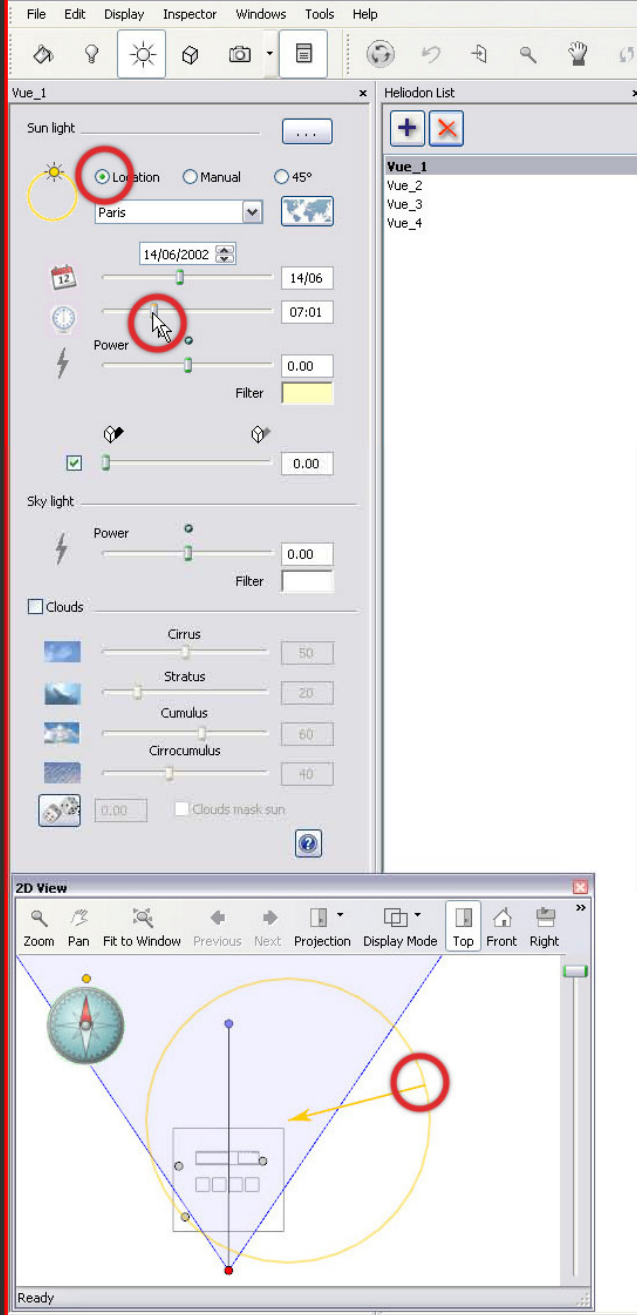 File Edit Display Inspector Windows Tools Help
Vue_1 x
Sun light ...
Location Manual 45°
Paris
14/06/2002
12 14/06
07:01
Power
0.00
Filter
0.00
Sky light
Power
0.00
Filter
Clouds
Cirrus
50
Stratus
20
Cumulus
60
Cirrocumulus
40
0.00 Clouds mask sun
?
Heliodon List x
Vue_1
Vue_2
Vue_3
Vue_4
2D View
Zoom Pan Fit to Window Previous Next Projection Display Mode Top Front Right »
Ready